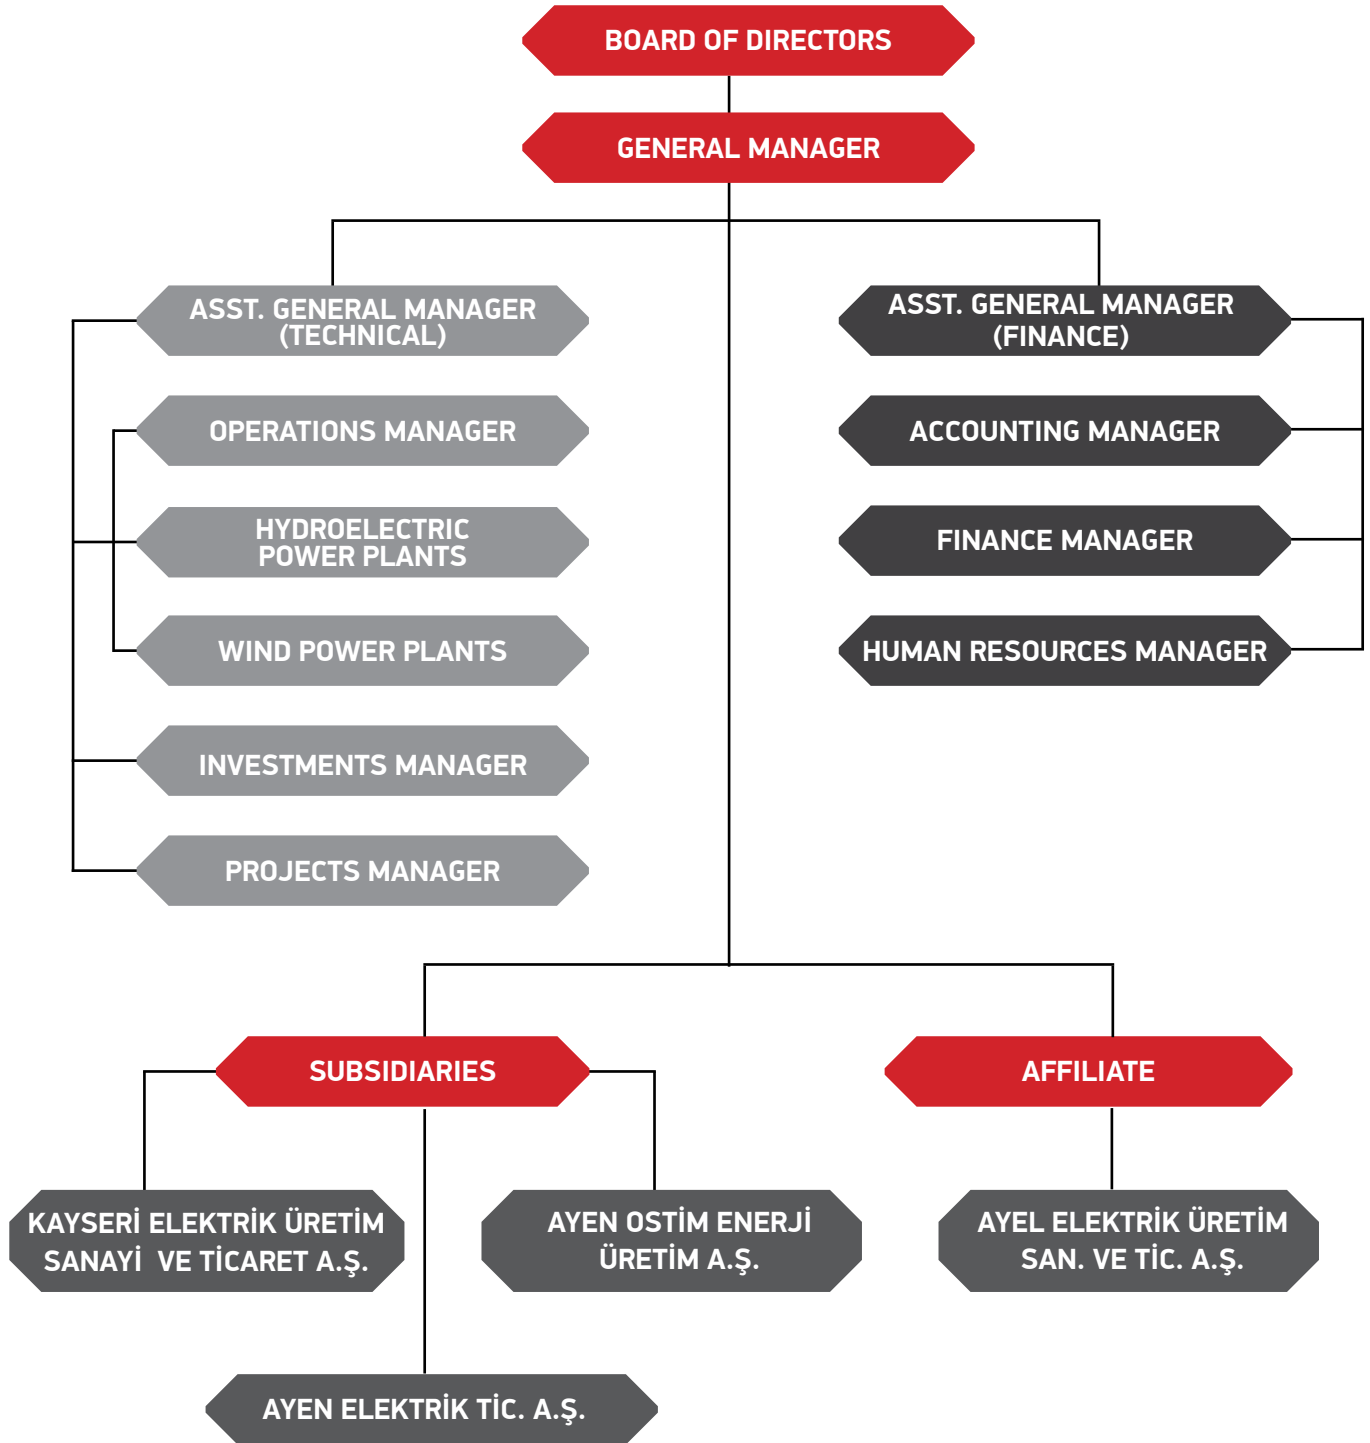 BOARD OF DIRECTORS
GENERAL MANAGER
ASST. GENERAL MANAGER
(TECHNICAL)
OPERATIONS MANAGER
HYDROELECTRIC
POWER PLANTS
WIND POWER PLANTS
INVESTMENTS MANAGER
PROJECTS MANAGER
ASST. GENERAL MANAGER
(FINANCE)
ACCOUNTING MANAGER
FINANCE MANAGER
HUMAN RESOURCES MANAGER
SUBSIDIARIES
AFFILIATE
KAYSERİ ELEKTRİK ÜRETİM
SANAYİ VE TİCARET A.Ş.
AYEN OSTİM ENERJİ
ÜRETİM A.Ş.
AYEL ELEKTRİK ÜRETİM
SAN. VE TİC. A.Ş.
AYEN ELEKTRİK TİC. A.Ş.